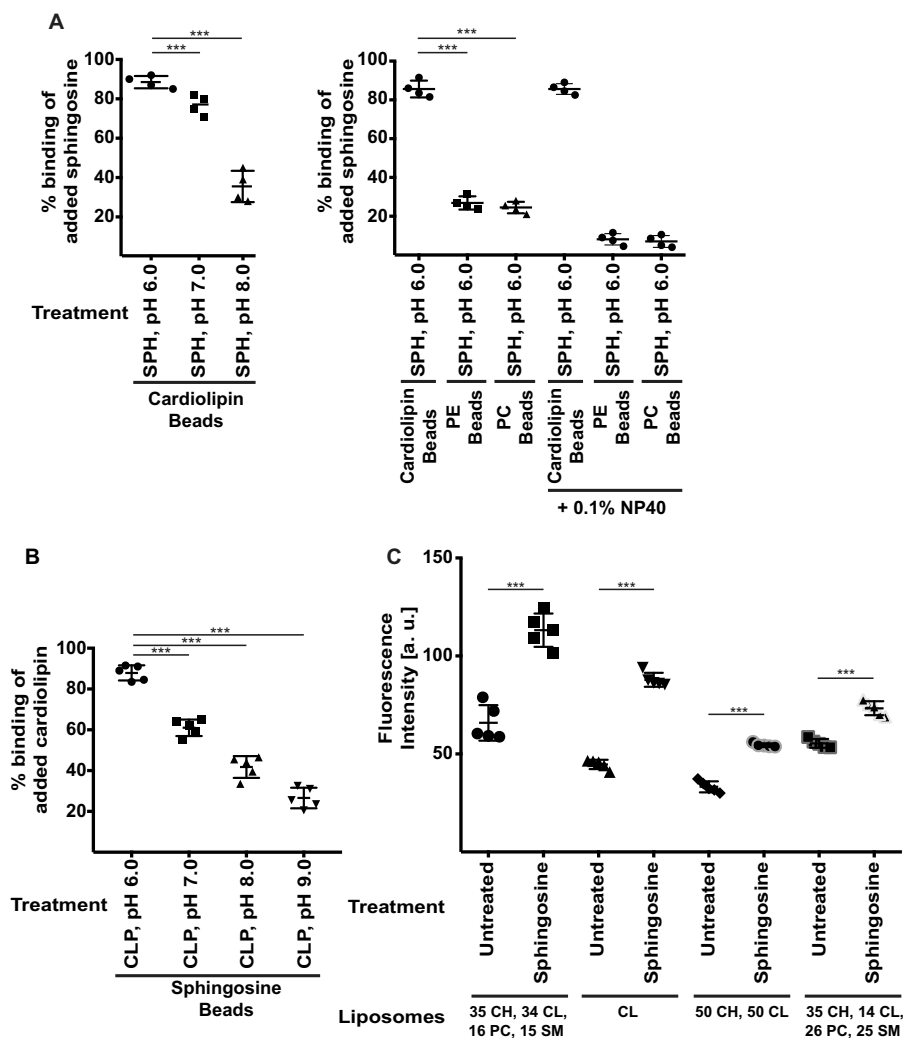 A
% binding of
added sphingosine
100
80
60
40
20
***
***
Treatment
SPH, pH 6.0
SPH, pH 7.0
SPH, pH 8.0
Cardiolipin
Beads
% binding of
added sphingosine
100
80
60
40
20
***
***
SPH, pH 6.0
SPH, pH 6.0
SPH, pH 6.0
SPH, pH 6.0
SPH, pH 6.0
SPH, pH 6.0
Cardiolipin
Beads
PE
Beads
PC
Beads
Cardiolipin
Beads
PE
Beads
PC
Beads
+ 0.1% NP40
B
% binding of
added cardiolipin
100
80
60
40
20
***
***
***
Treatment
CLP, pH 6.0
CLP, pH 7.0
CLP, pH 8.0
CLP, pH 9.0
Sphingosine
Beads
C
Fluorescence
Intensity [a. u.]
150
100
50
0
***
***
***
***
Treatment
Untreated
Sphingosine
Untreated
Sphingosine
Untreated
Sphingosine
Untreated
Sphingosine
Liposomes
35 CH, 34 CL,
16 PC, 15 SM
CL
50 CH, 50 CL
35 CH, 14 CL,
26 PC, 25 SM